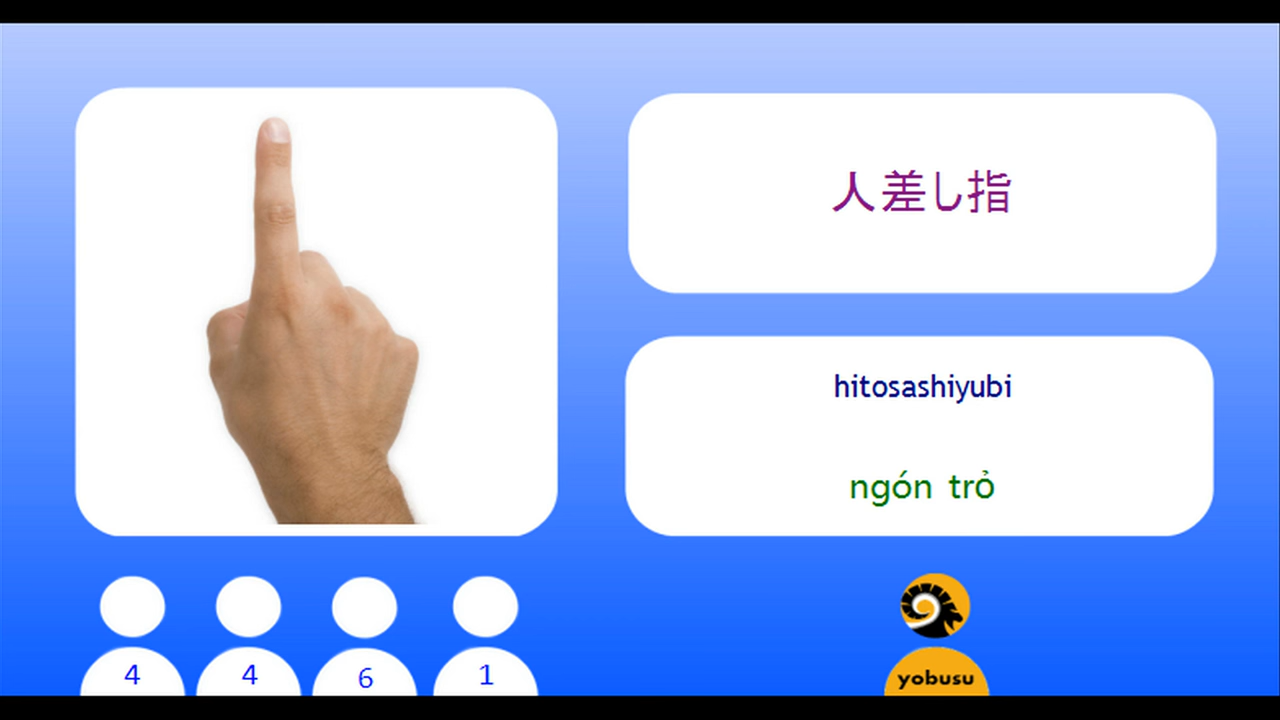 人差し指
hitosashiyubi
ngón trỏ
4 4 6 1
yobusu